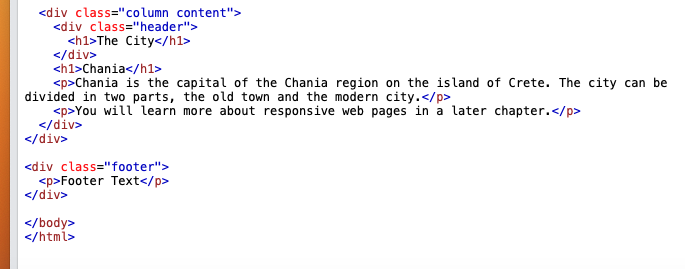 <div class="column content">
<div class="header">
<h1>The City</h1>
</div>
<h1>Chania</h1>
<p>Chania is the capital of the Chania region on the island of Crete. The city can be
divided in two parts, the old town and the modern city.</p>
<p>You will learn more about responsive web pages in a later chapter.</p>
</div>
</div>
<div class="footer">
<p>Footer Text</p>
</div>
</body>
</html>